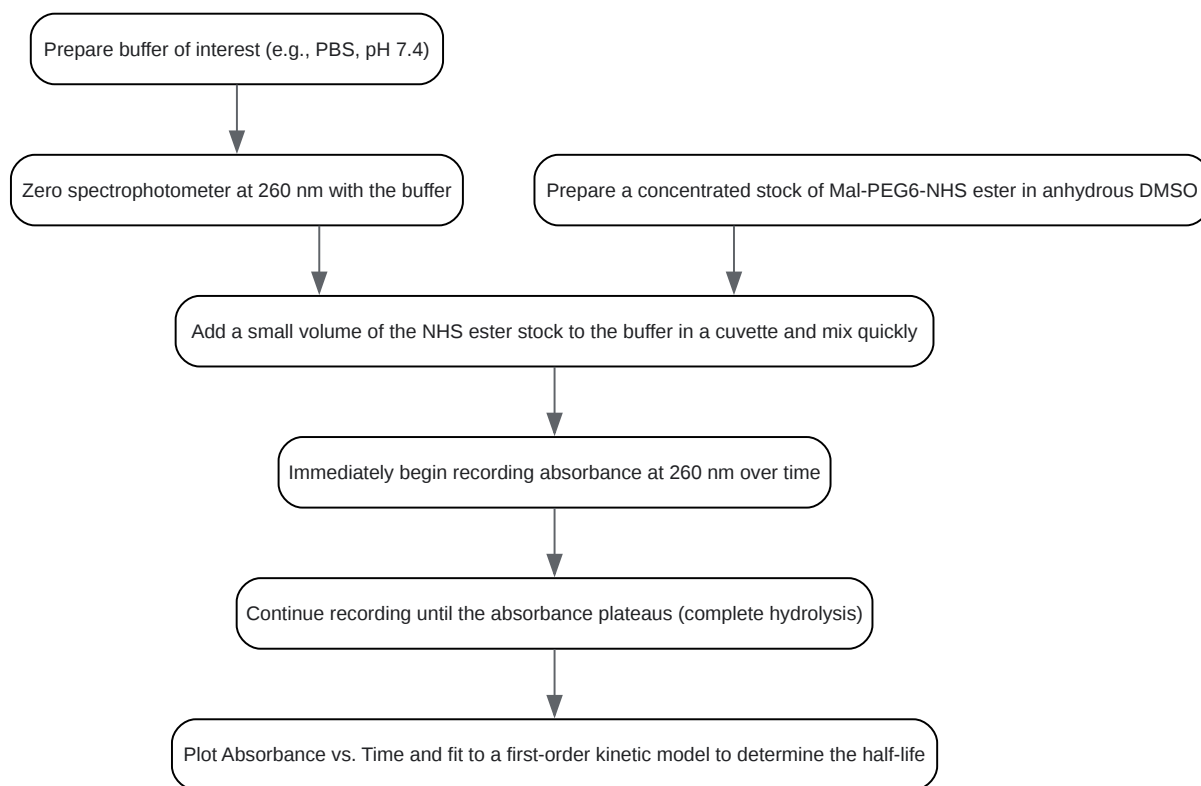 Prepare buffer of interest (e.g., PBS, pH 7.4)
Zero spectrophotometer at 260 nm with the buffer
Prepare a concentrated stock of Mal-PEG6-NHS ester in anhydrous DMSO
Add a small volume of the NHS ester stock to the buffer in a cuvette and mix quickly
Immediately begin recording absorbance at 260 nm over time
Continue recording until the absorbance plateaus (complete hydrolysis)
Plot Absorbance vs. Time and fit to a first-order kinetic model to determine the half-life